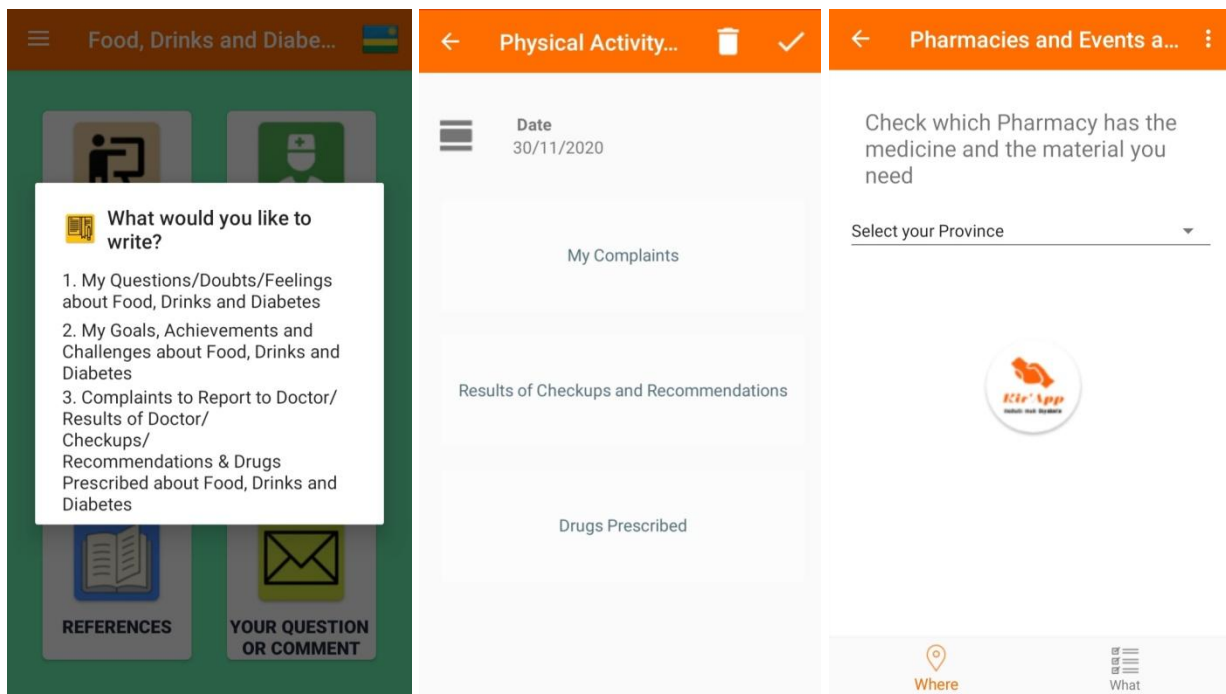 Food, Drinks and Diabe...
What would you like to
write?
1. My Questions/Doubts/Feelings
about Food, Drinks and Diabetes
2. My Goals, Achievements and
Challenges about Food, Drinks and
Diabetes
3. Complaints to Report to Doctor/
Results of Doctor/
Checkups/
Recommendations & Drugs
Prescribed about Food, Drinks and
Diabetes
REFERENCES
YOUR QUESTION
OR COMMENT
Physical Activity...
Date
30/11/2020
My Complaints
Results of Checkups and Recommendations
Drugs Prescribed
Pharmacies and Events a...
Check which Pharmacy has the
medicine and the material you
need
Select your Province
Kir'App
Where
What